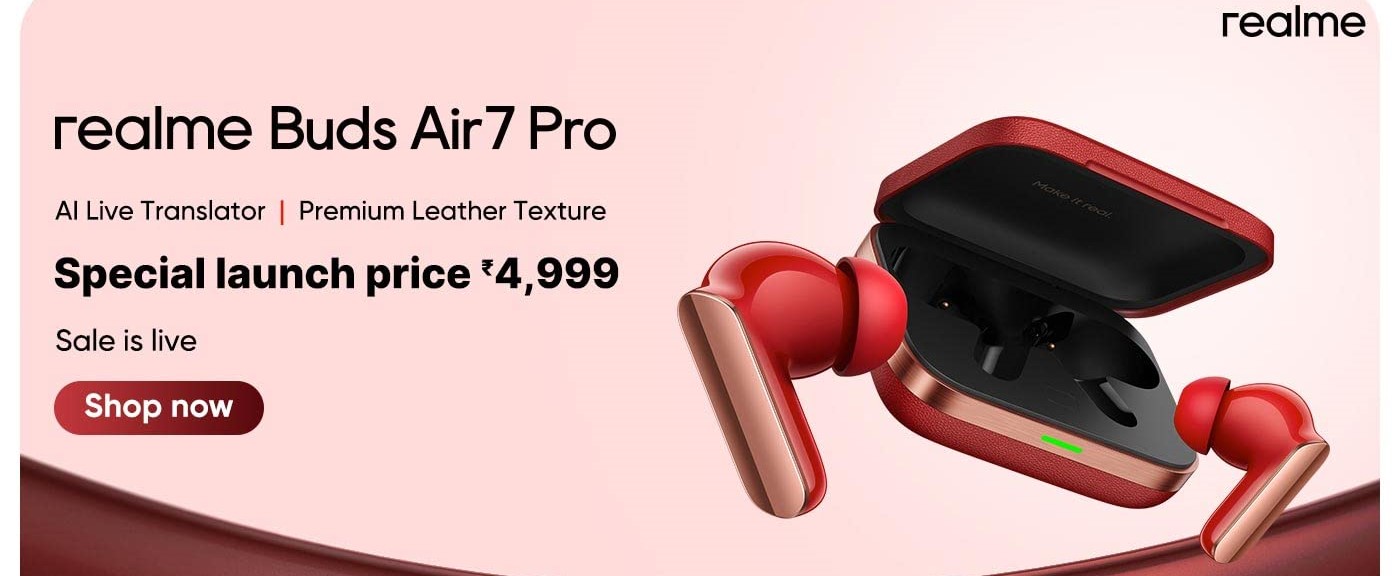 realme
realme Buds Air7 Pro
AI Live Translator | Premium Leather Texture
Special launch price ₹4,999
Sale is live
Shop now
Make it real.